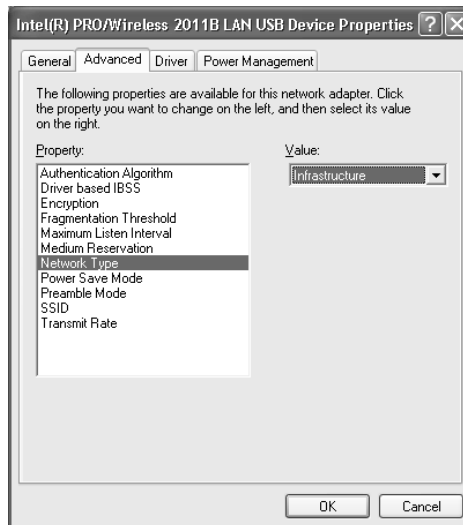 Intel(R) PRO/Wireless 2011B LAN USB Device Properties ? X
General Advanced Driver Power Management
The following properties are available for this network adapter. Click
the property you want to change on the left, and then select its value
on the right.
Property: Value:
Authentication Algorithm Infrastructure
Driver based IBSS
Encryption
Fragmentation Threshold
Maximum Listen Interval
Medium Reservation
Network Type
Power Save Mode
Preamble Mode
SSID
Transmit Rate
OK Cancel